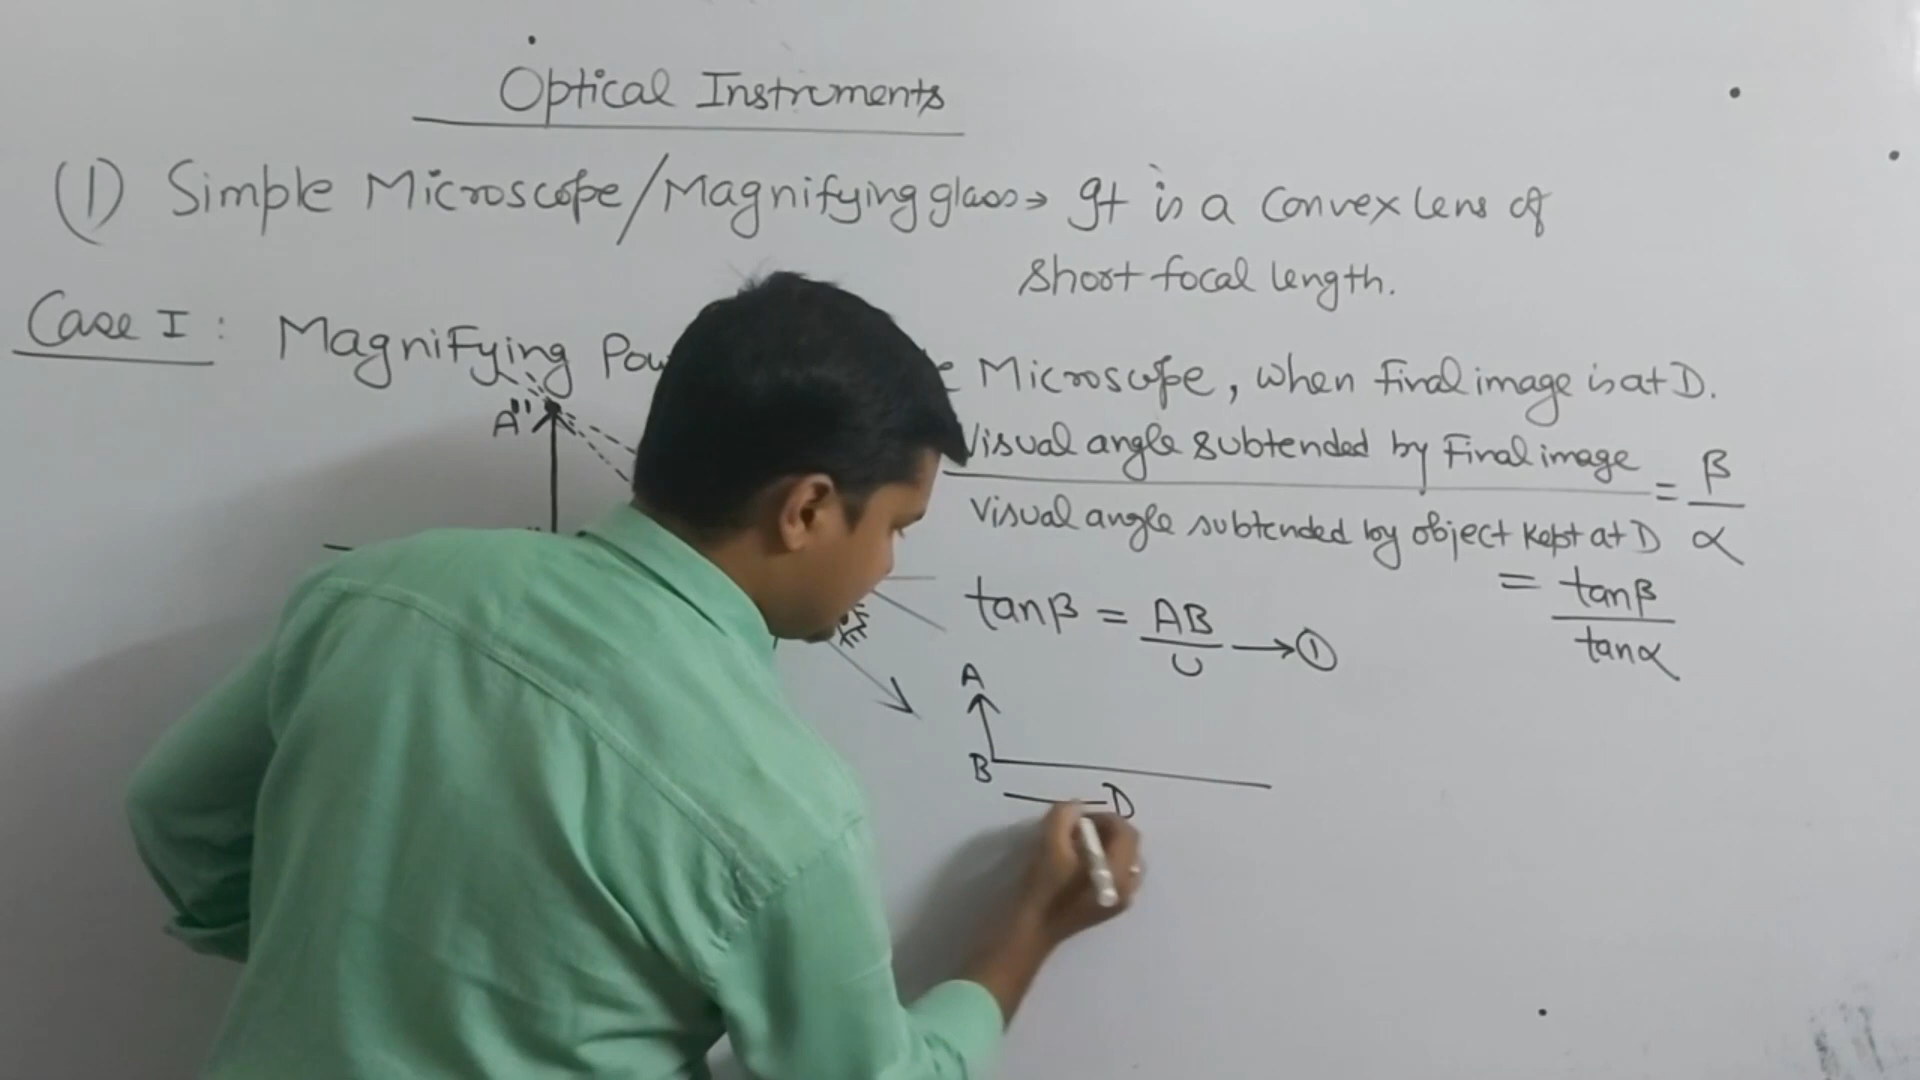 Optical Instruments
(1) Simple Microscope/Magnifying glass → It is a convex lens of
short focal length.
Case I: Magnifying Microscope, when final image is at D.
A"
Visual angle subtended by Final image
Visual angle subtended by object kept at D
= β/α
= tanβ/tanα
tanβ = AB/U → ①
A
B
D